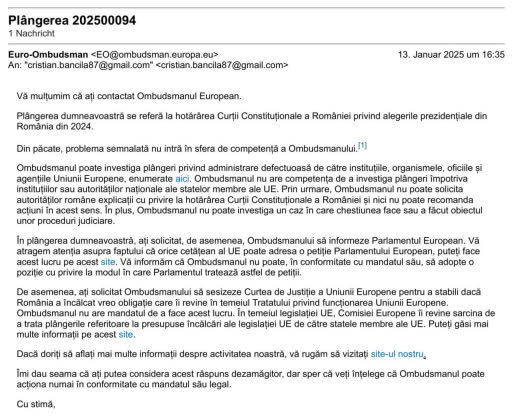 Plângerea 202500094
1 Nachricht
Euro-Ombudsman <EO@ombudsman.europa.eu> 13. Januar 2025 um 16:35
An: "cristian.bancila87@gmail.com" <cristian.bancila87@gmail.com>
Vă mulțumim că ați contactat Ombudsmanul European.
Plângerea dumneavoastră se referă la hotărârea Curții Constituționale a României privind alegerile prezidențiale din
România din 2024.
Din păcate, problema semnalată nu intră în sfera de competență a Ombudsmanului.[1]
Ombudsmanul poate investiga plângeri privind administrare defectuoasă de către instituțiile, organismele, oficiile și
agențiile Uniunii Europene, enumerate aici. Ombudsmanul nu are competența de a investiga plângeri împotriva
instituțiilor sau autorităților naționale ale statelor membre ale UE. Prin urmare, Ombudsmanul nu poate solicita
autorităților române explicații cu privire la hotărârea Curții Constituționale a României și nici nu poate recomanda
acțiuni în acest sens. În plus, Ombudsmanul nu poate investiga un caz în care chestiunea face sau a făcut obiectul
unor proceduri judiciare.
În plângerea dumneavoastră, ați solicitat, de asemenea, Ombudsmanului să informeze Parlamentul European. Vă
atragem atenția asupra faptului că orice cetățean al UE poate adresa o petiție Parlamentului European, puteți face
acest lucru pe acest site. Vă informăm că Ombudsmanul nu poate, în conformitate cu mandatul său, să adopte o
poziție cu privire la modul în care Parlamentul tratează astfel de petiții.
De asemenea, ați solicitat Ombudsmanului să sesizeze Curtea de Justiție a Uniunii Europene pentru a stabili dacă
România a încălcat vreo obligație care îi revine în temeiul Tratatului privind funcționarea Uniunii Europene.
Ombudsmanul nu are mandatul de a face acest lucru. În temeiul legislației UE, Comisiei Europene îi revine sarcina de
a trata plângerile referitoare la presupuse încălcări ale legislației UE de către statele membre ale UE. Puteți găsi mai
multe informații pe acest site.
Dacă doriți să aflați mai multe informații despre activitatea noastră, vă rugăm să vizitați site-ul nostru.
Îmi dau seama că ați putea considera acest răspuns dezamăgitor, dar sper că veți înțelege că Ombudsmanul poate
acționa numai în conformitate cu mandatul său legal.
Cu stimă,